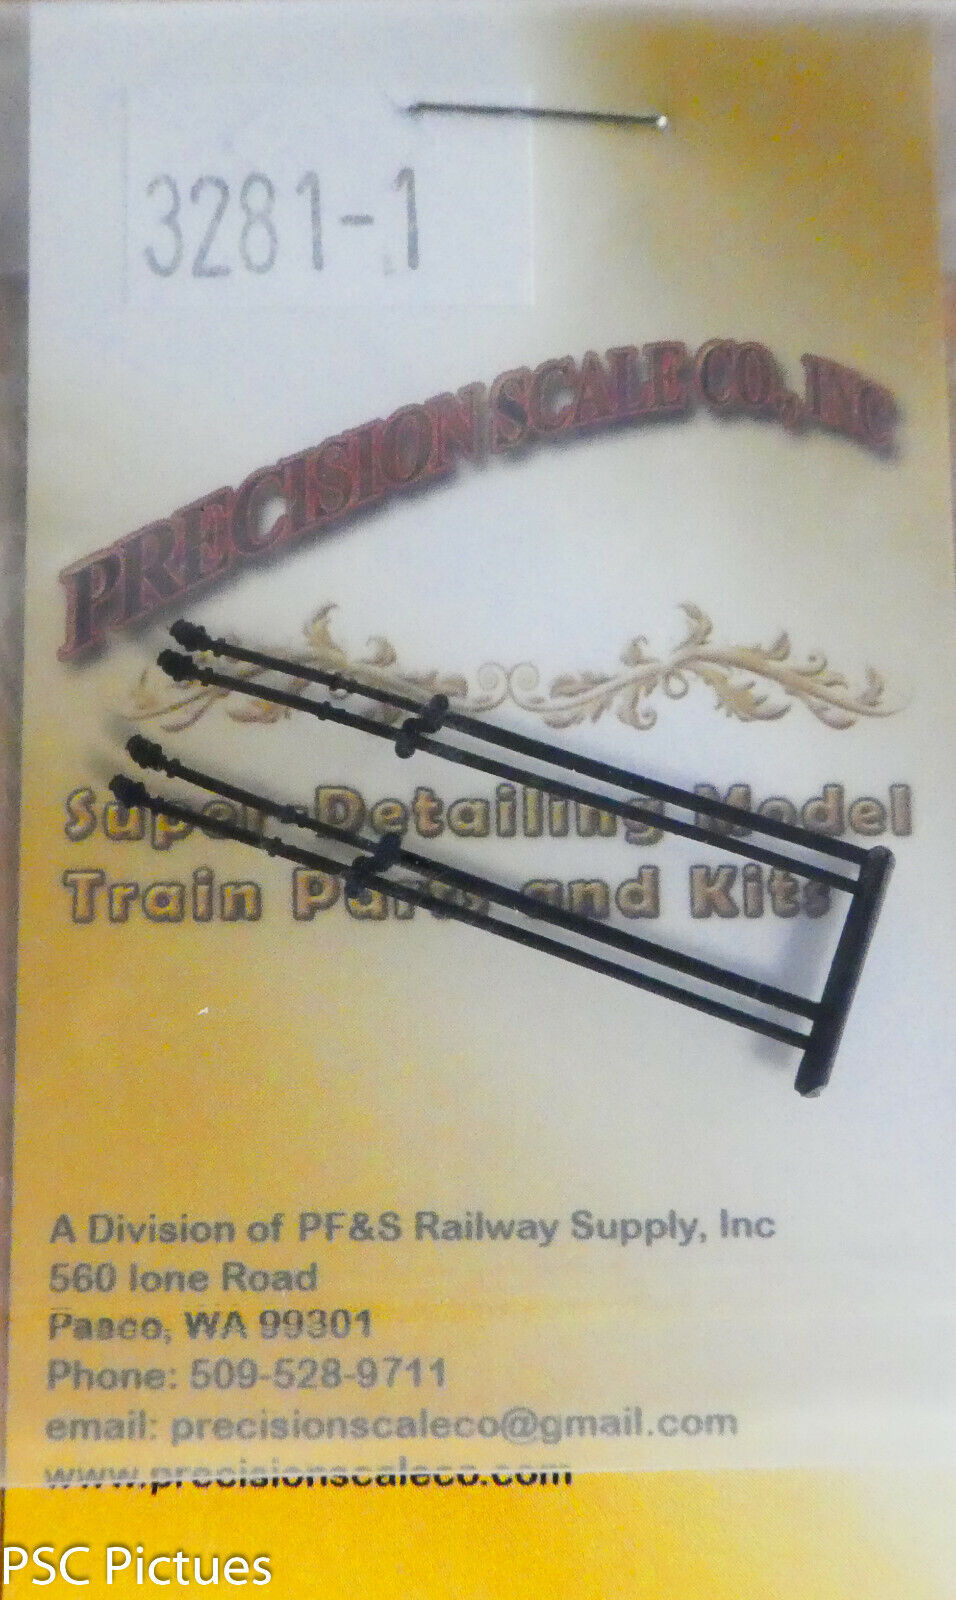 3281-1
PRECISION SCALE CO., INC
Super-Detailing Model
Train Parts and Kits
A Division of PF&S Railway Supply, Inc
560 Ione Road
Pasco, WA 99301
Phone: 509-528-9711
email: precisionscaleco@gmail.com
www.precisionscaleco.com
PSC Pictues